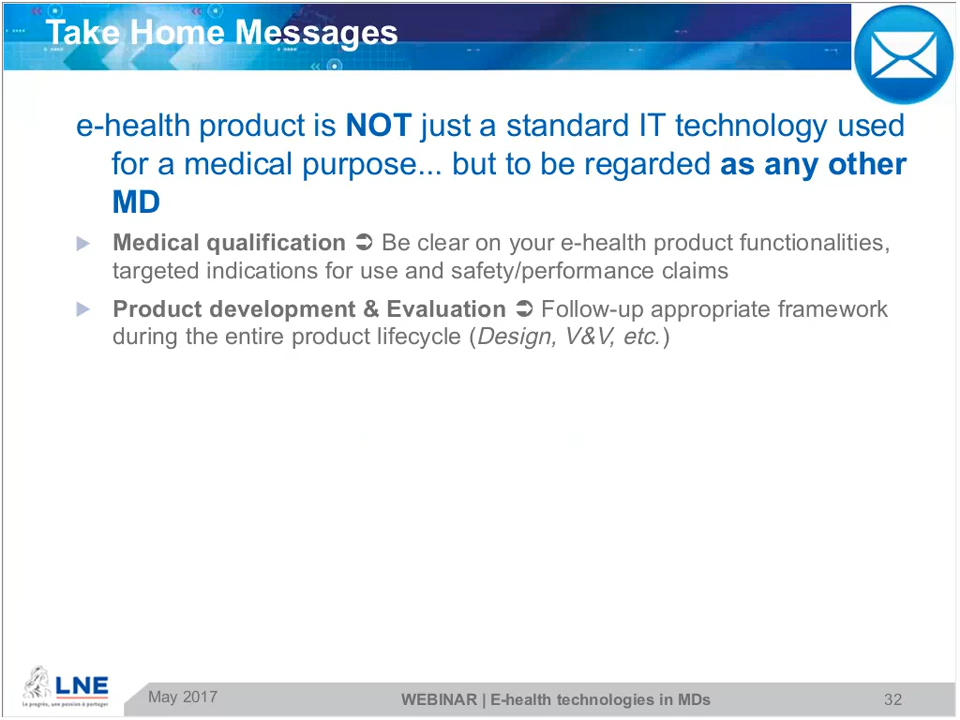 Take Home Messages
e-health product is NOT just a standard IT technology used
for a medical purpose... but to be regarded as any other
MD
Medical qualification ➲ Be clear on your e-health product functionalities,
targeted indications for use and safety/performance claims
Product development & Evaluation ➲ Follow-up appropriate framework
during the entire product lifecycle (Design, V&V, etc.)
LNE
Le progrès, une passion à partager
May 2017
WEBINAR | E-health technologies in MDs
32